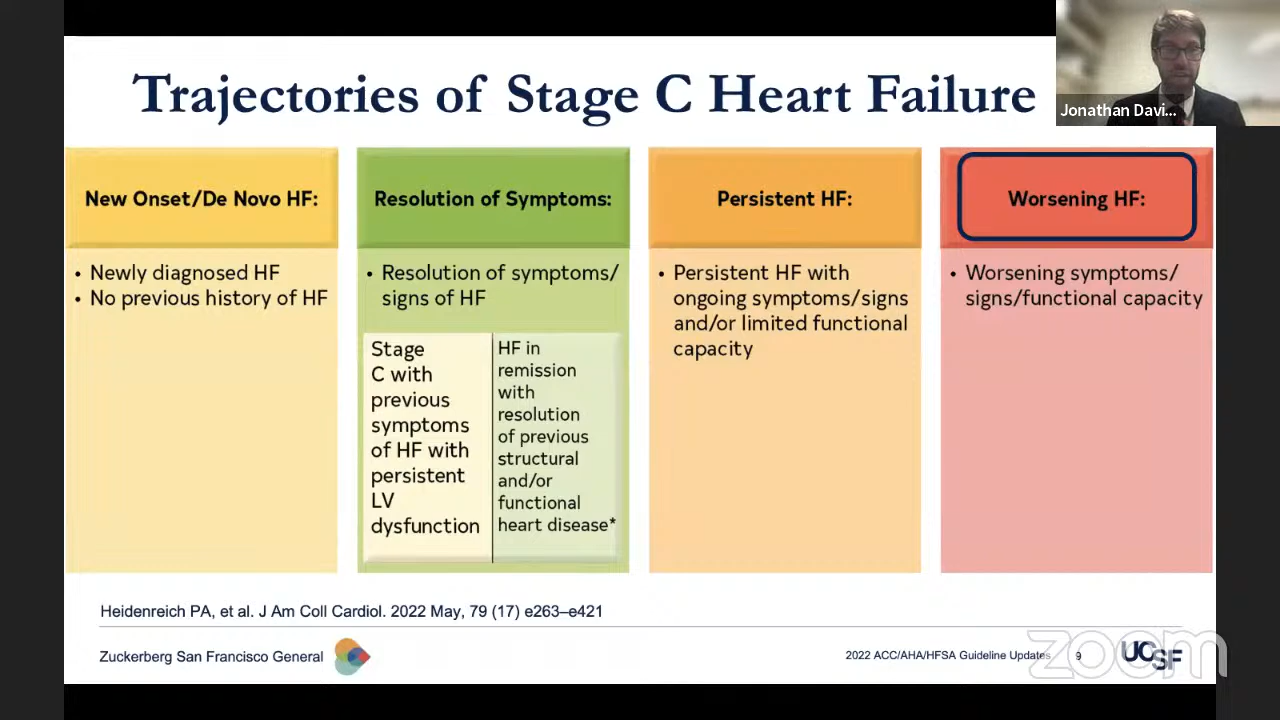 Trajectories of Stage C Heart Failure
Jonathan Davi...
New Onset/De Novo HF:
• Newly diagnosed HF
• No previous history of HF
Resolution of Symptoms:
• Resolution of symptoms/
signs of HF
Stage
C with
previous
symptoms
of HF with
persistent
LV
dysfunction
HF in
remission
with
resolution
of previous
structural
and/or
functional
heart disease*
Persistent HF:
• Persistent HF with
ongoing symptoms/signs
and/or limited functional
capacity
Worsening HF:
• Worsening symptoms/
signs/functional capacity
Heidenreich PA, et al. J Am Coll Cardiol. 2022 May, 79 (17) e263–e421
Zuckerberg San Francisco General
2022 ACC/AHA/HFSA Guideline Updates
9
zoom
UCSF